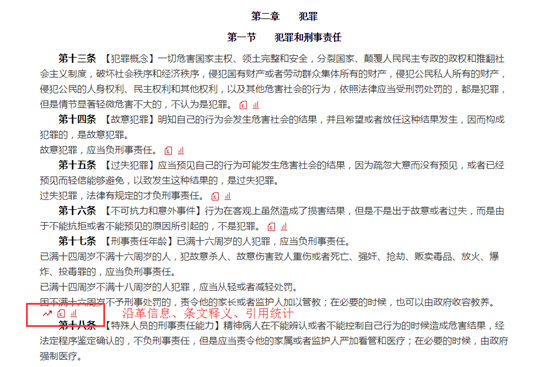 第二章 犯罪
第一节 犯罪和刑事责任
第十三条 【犯罪概念】一切危害国家主权、领土完整和安全，分裂国家、颠覆人民民主专政的政权和推翻社
会主义制度，破坏社会秩序和经济秩序，侵犯国有财产或者劳动群众集体所有的财产，侵犯公民私人所有的财产，
侵犯公民的人身权利、民主权利和其他权利，以及其他危害社会的行为，依照法律应当受刑罚处罚的，都是犯罪，
但是情节显著轻微危害不大的，不认为是犯罪。
第十四条 【故意犯罪】明知自己的行为会发生危害社会的结果，并且希望或者放任这种结果发生，因而构成
犯罪的，是故意犯罪。
故意犯罪，应当负刑事责任。
第十五条 【过失犯罪】应当预见自己的行为可能发生危害社会的结果，因为疏忽大意而没有预见，或者已经
预见而轻信能够避免，以致发生这种结果的，是过失犯罪。
过失犯罪，法律有规定的才负刑事责任。
第十六条 【不可抗力和意外事件】行为在客观上虽然造成了损害结果，但是不是出于故意或者过失，而是由
于不能抗拒或者不能预见的原因所引起的，不是犯罪。
第十七条 【刑事责任年龄】已满十六周岁的人犯罪，应当负刑事责任。
已满十四周岁不满十六周岁的人，犯故意杀人、故意伤害致人重伤或者死亡、强奸、抢劫、贩卖毒品、放火、爆
炸、投毒罪的，应当负刑事责任。
已满十四周岁不满十八周岁的人犯罪，应当从轻或者减轻处罚。
因不满十六周岁不予刑事处罚的，责令他的家长或者监护人加以管教；在必要的时候，也可以由政府收容教养。
沿革信息、条文释义、引用统计
第十八条 【特殊人员的刑事责任能力】精神病人在不能辨认或者不能控制自己行为的时候造成危害结果，经
法定程序鉴定确认的，不负刑事责任，但是应当责令他的家属或者监护人严加看管和医疗；在必要的时候，由政府
强制医疗。